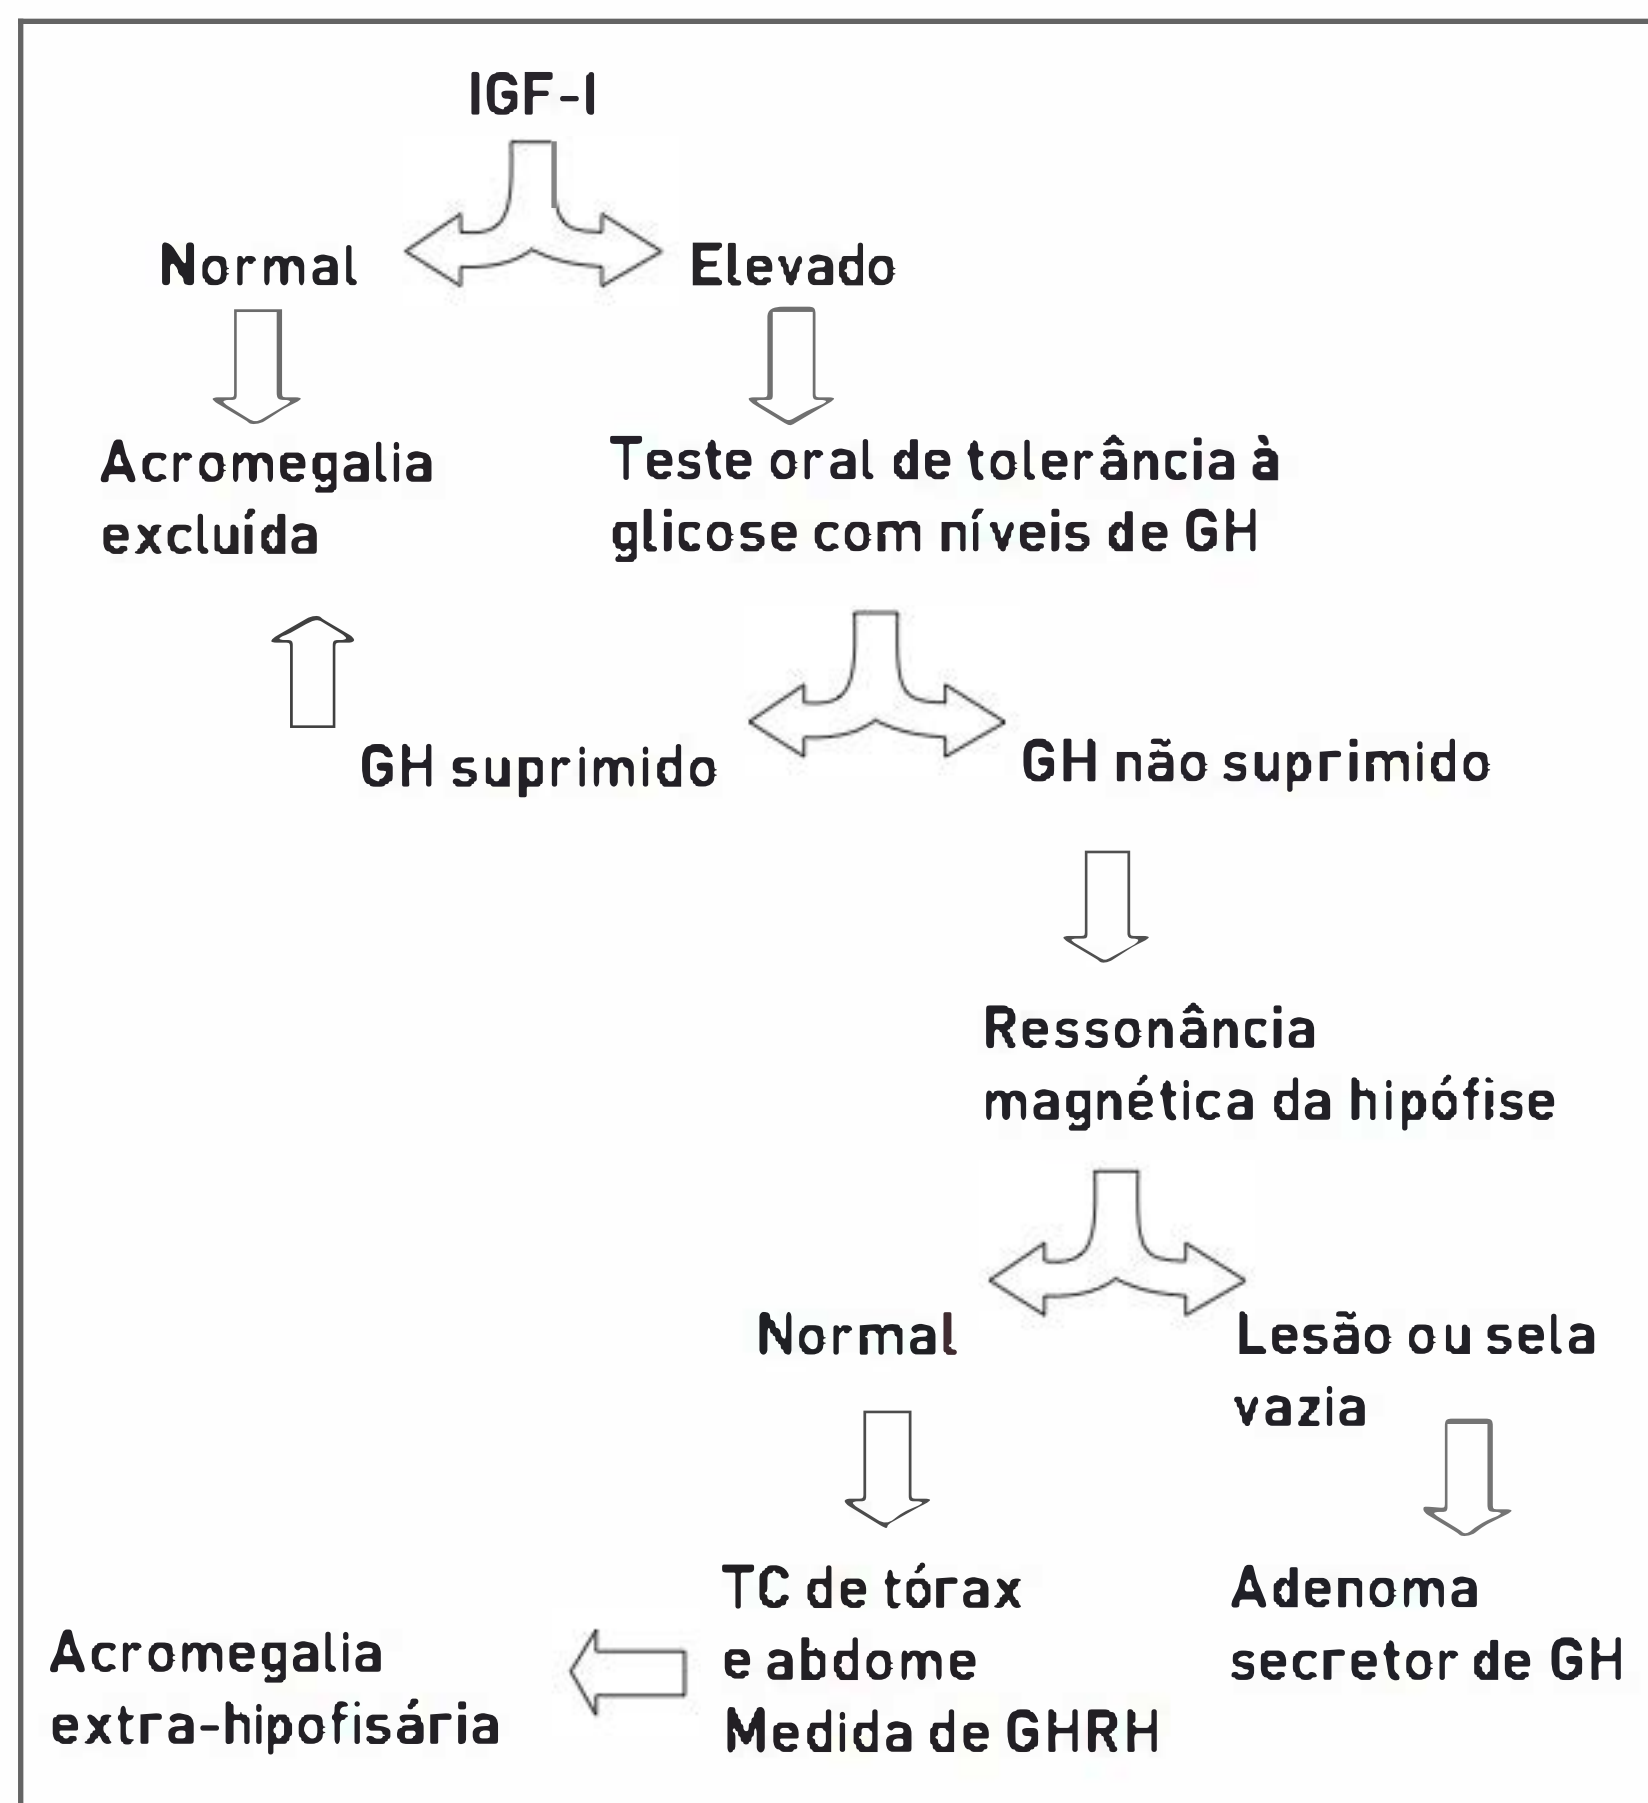 IGF-I
Normal
Elevado
Acromegalia
excluída
Teste oral de tolerância à
glicose com níveis de GH
GH suprimido
GH não suprimido
Ressonância
magnética da hipófise
Normal
Lesão ou sela
vazia
TC de tórax
e abdome
Medida de GHRH
Adenoma
secretor de GH
Acromegalia
extra-hipofisária